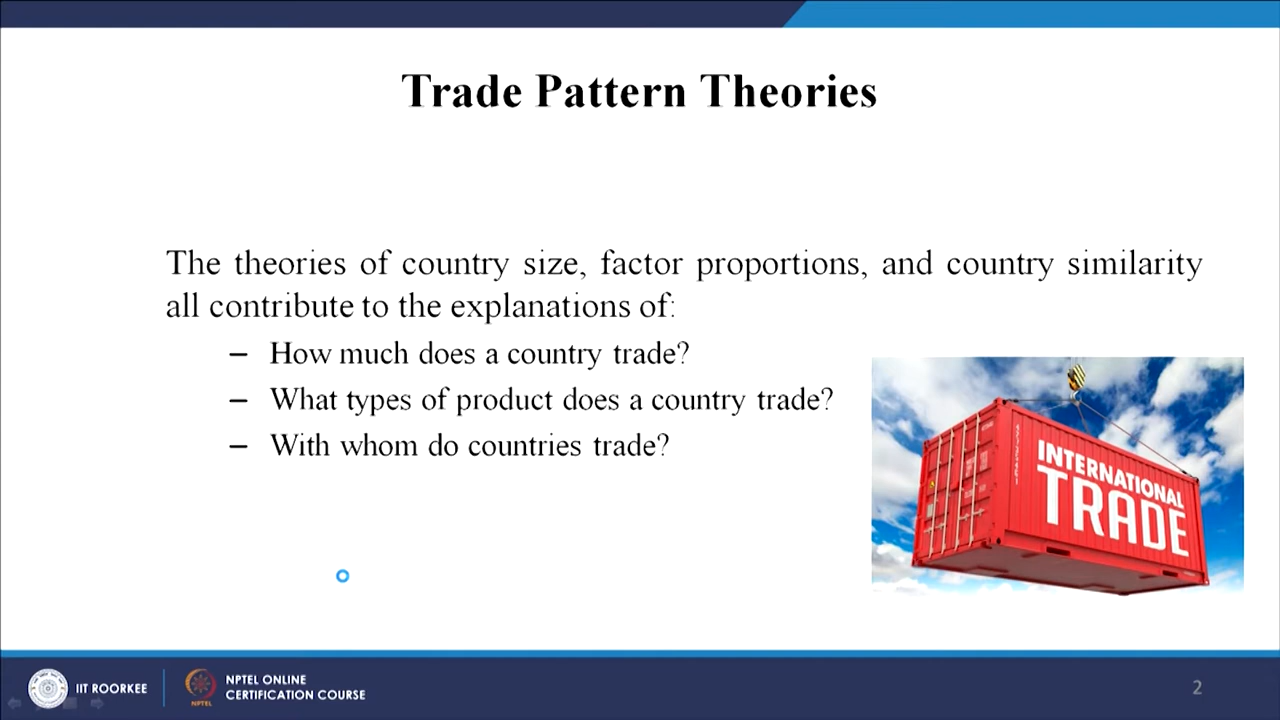 Trade Pattern Theories
The theories of country size, factor proportions, and country similarity
all contribute to the explanations of:
– How much does a country trade?
– What types of product does a country trade?
– With whom do countries trade?
INTERNATIONAL
TRADE
IIT ROORKEE
NPTEL
NPTEL ONLINE
CERTIFICATION COURSE
2